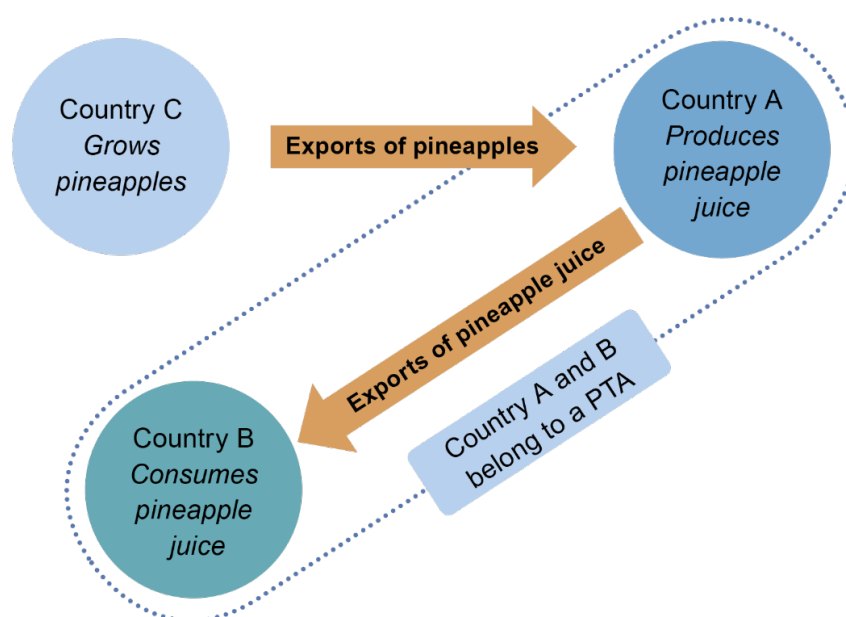 Country C
Grows
pineapples
Exports of pineapples
Country A
Produces
pineapple
juice
Exports of pineapple juice
Country A and B
belong to a PTA
Country B
Consumes
pineapple
juice